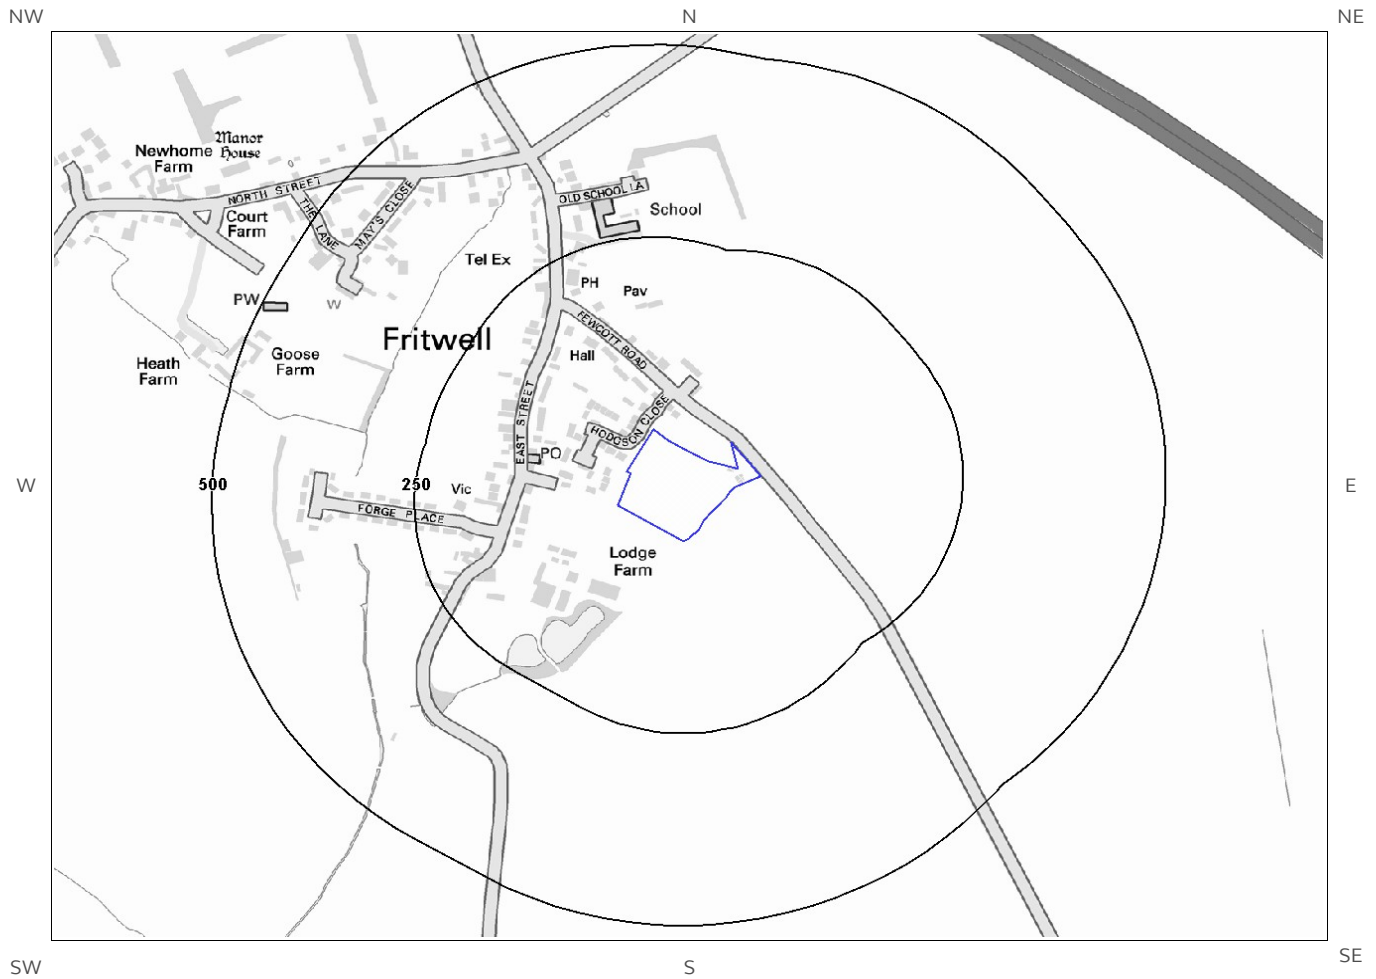 NW
N
NE
Manor
House
Newhome
Farm
NORTH STREET
OLD SCHOOL LA
THE LANE
MAY'S CLOSE
School
Court
Farm
Tel Ex
PH
Pav
PW
W
FEWCOTT ROAD
Fritwell
Hall
Goose
Farm
Heath
Farm
EAST STREET
HODGSON CLOSE
PO
W
500
250
Vic
E
FORGE PLACE
Lodge
Farm
SW
S
SE